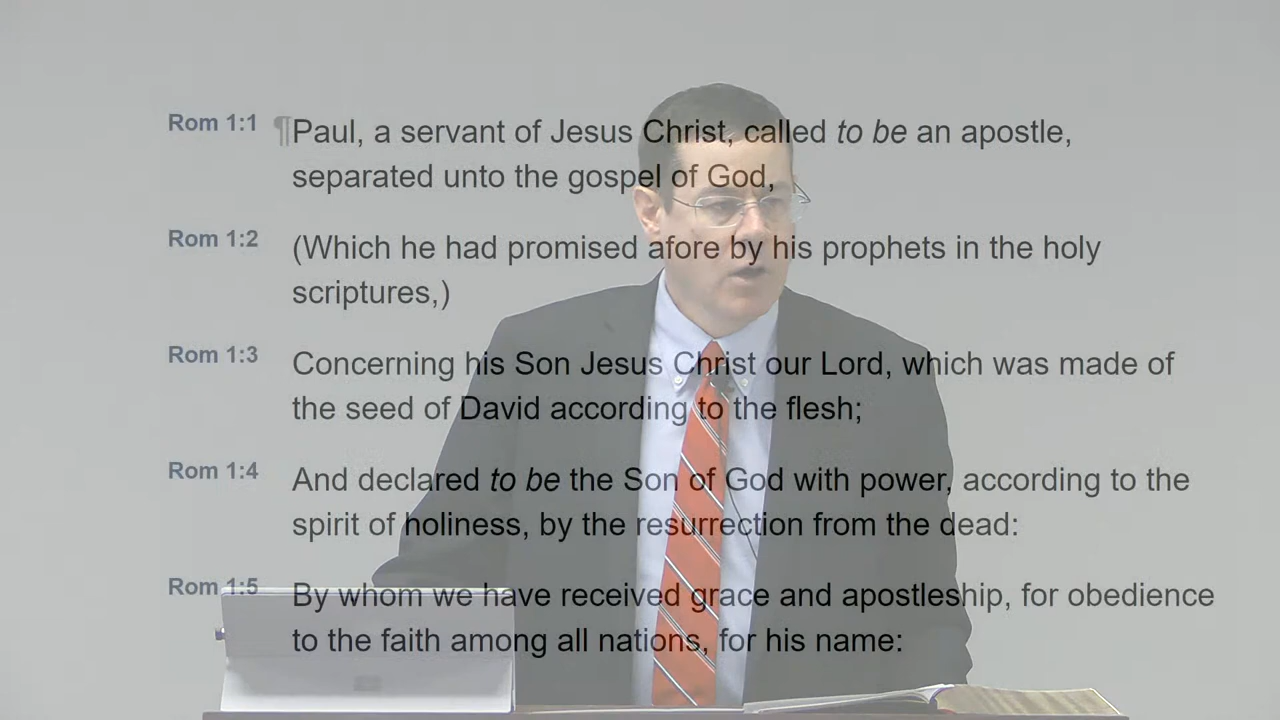 Rom 1:1 ¶Paul, a servant of Jesus Christ, called to be an apostle,
separated unto the gospel of God,
Rom 1:2 (Which he had promised afore by his prophets in the holy
scriptures,)
Rom 1:3 Concerning his Son Jesus Christ our Lord, which was made of
the seed of David according to the flesh;
Rom 1:4 And declared to be the Son of God with power, according to the
spirit of holiness, by the resurrection from the dead:
Rom 1:5 By whom we have received grace and apostleship, for obedience
to the faith among all nations, for his name: